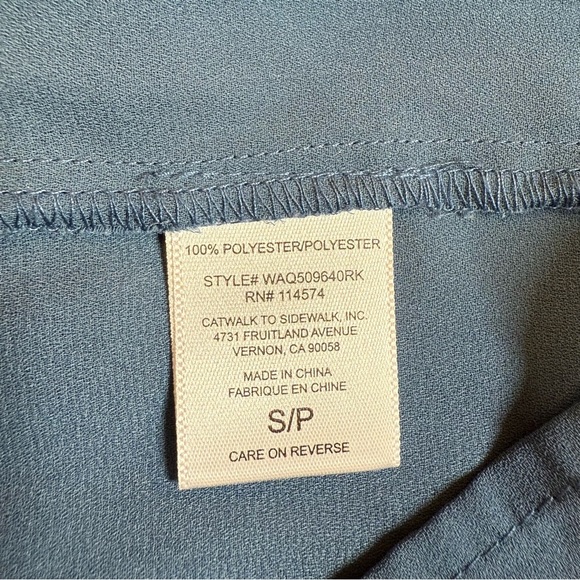 100% POLYESTER/POLYESTER
STYLE# WAQ509640RK
RN# 114574
CATWALK TO SIDEWALK, INC.
4731 FRUITLAND AVENUE
VERNON, CA 90058
MADE IN CHINA
FABRIQUE EN CHINE
S/P
CARE ON REVERSE